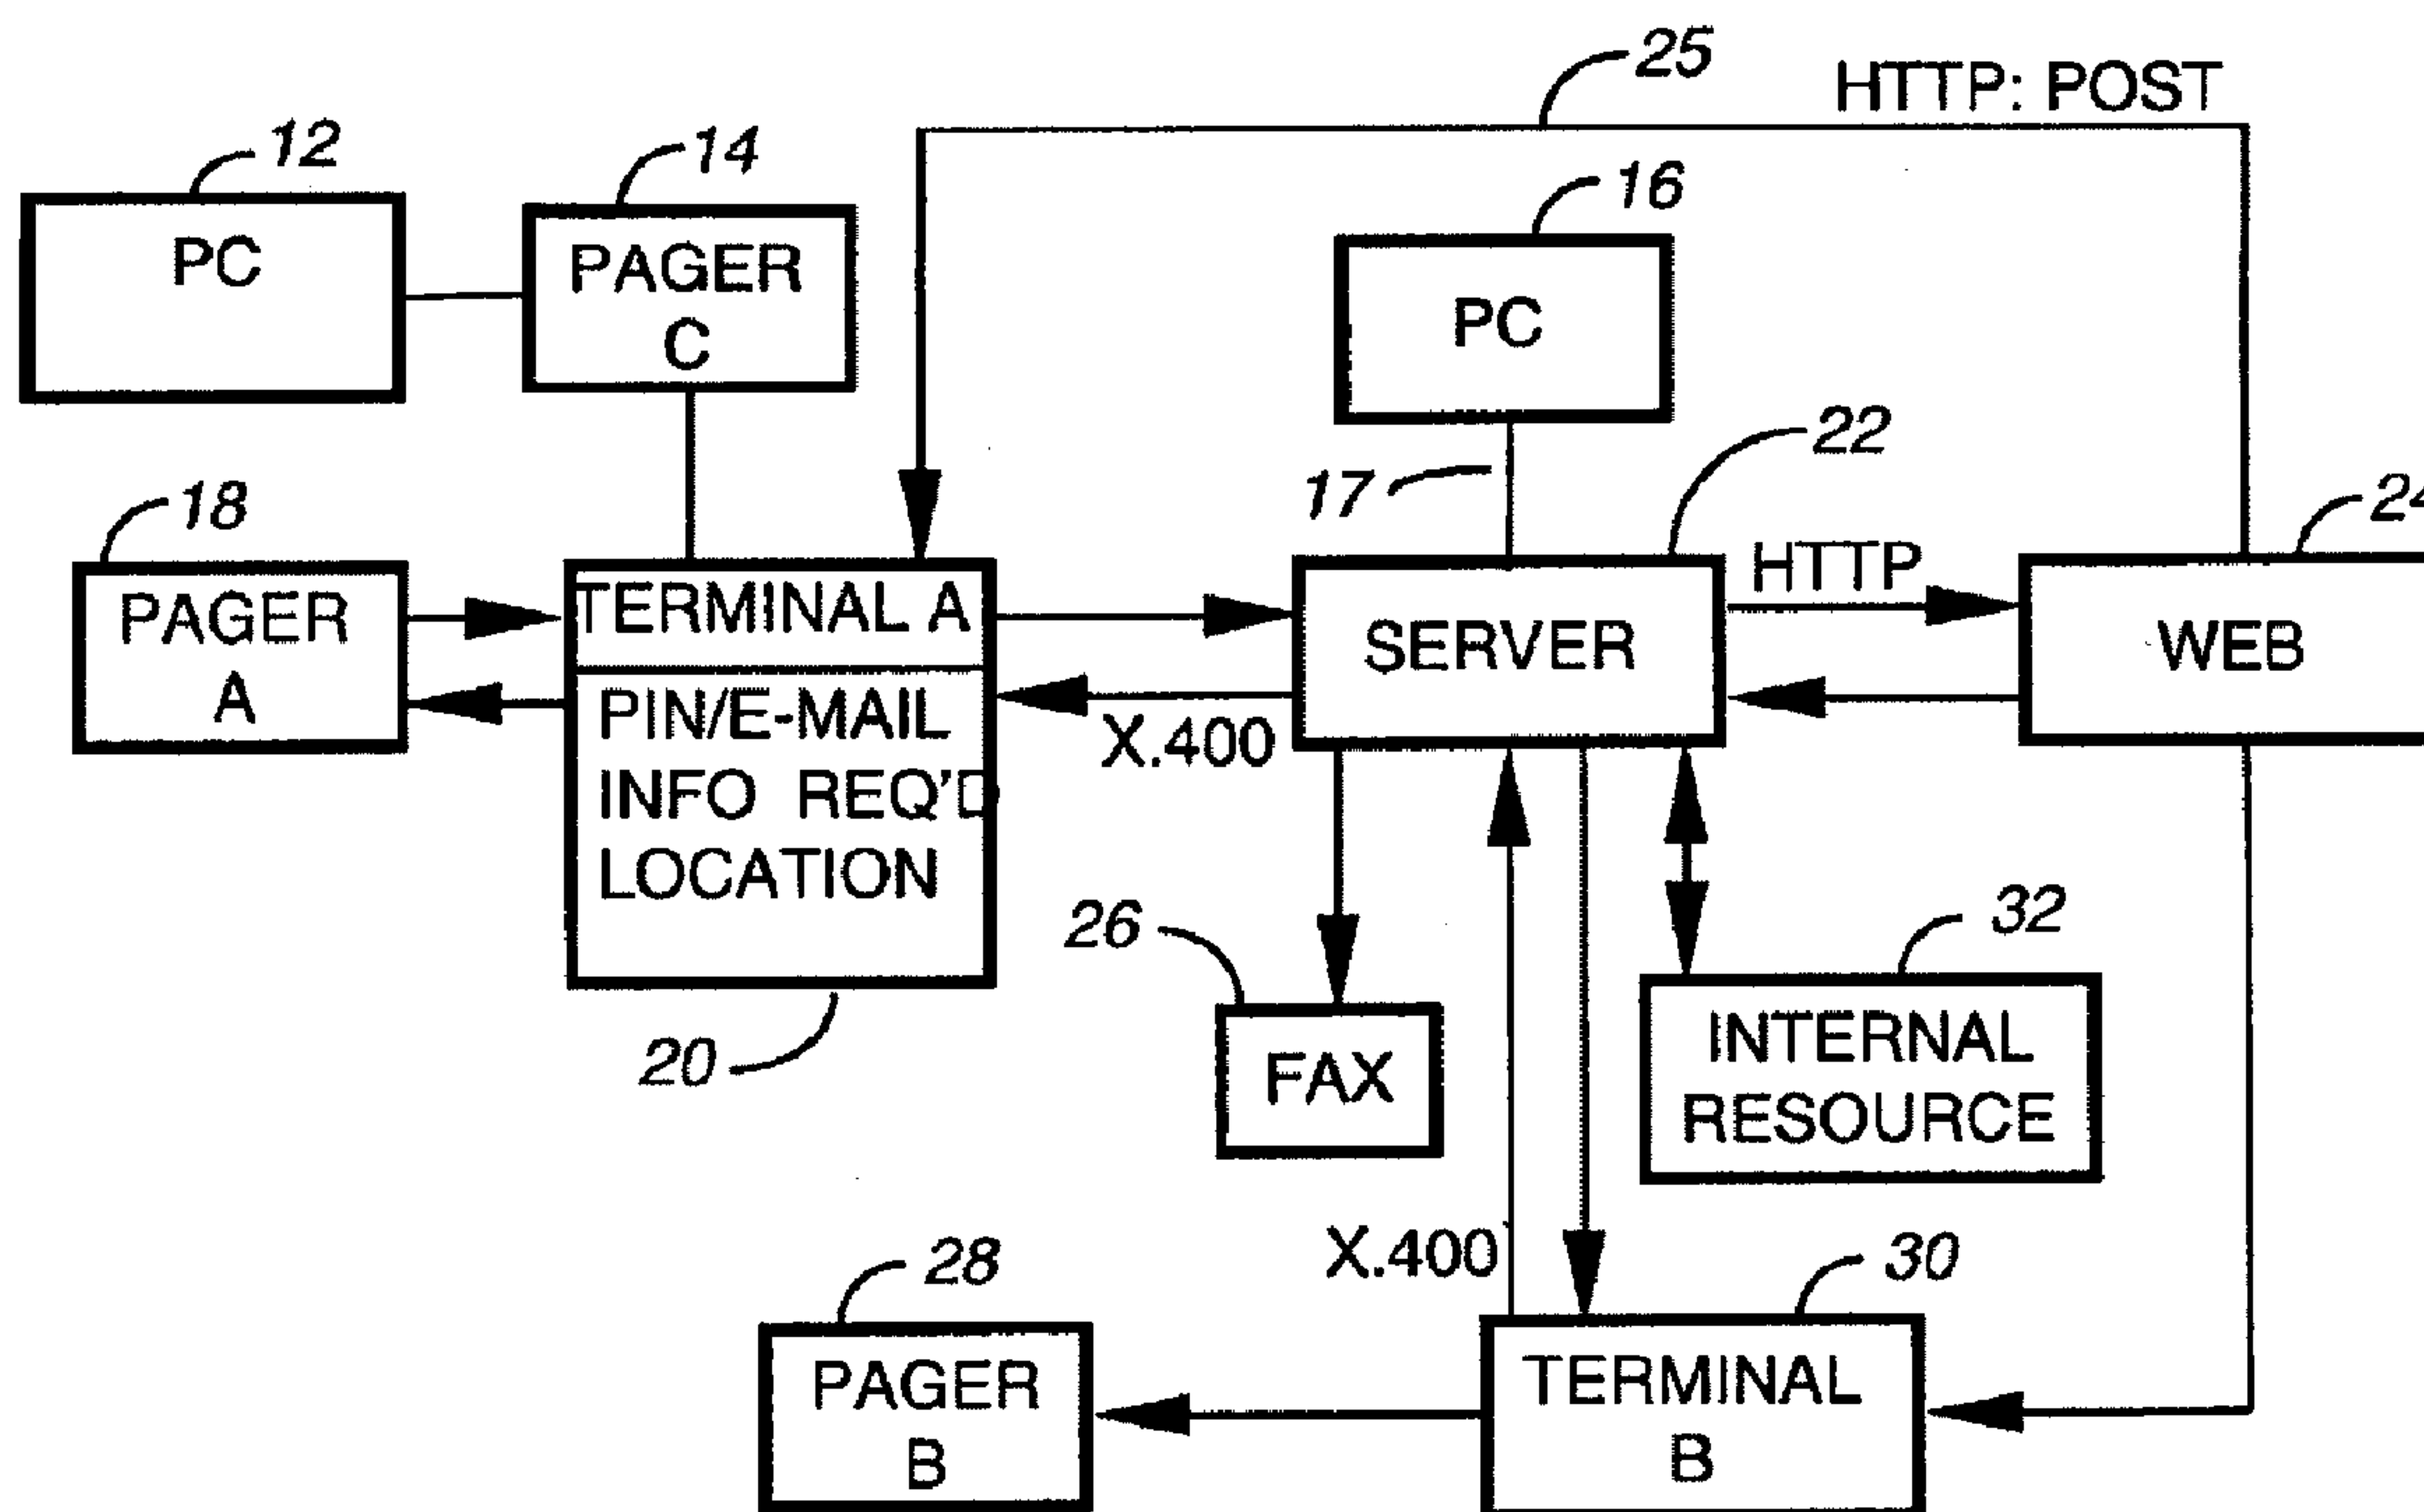 25
HTTP: POST
12
14
16
PC
PAGER
C
PC
22
17
24
18
HTTP
PAGER
A
TERMINAL A
SERVER
WEB
PIN/E-MAIL
INFO REQ'D
LOCATION
X.400
26
32
20
FAX
INTERNAL
RESOURCE
X.400
28
30
PAGER
B
TERMINAL
B